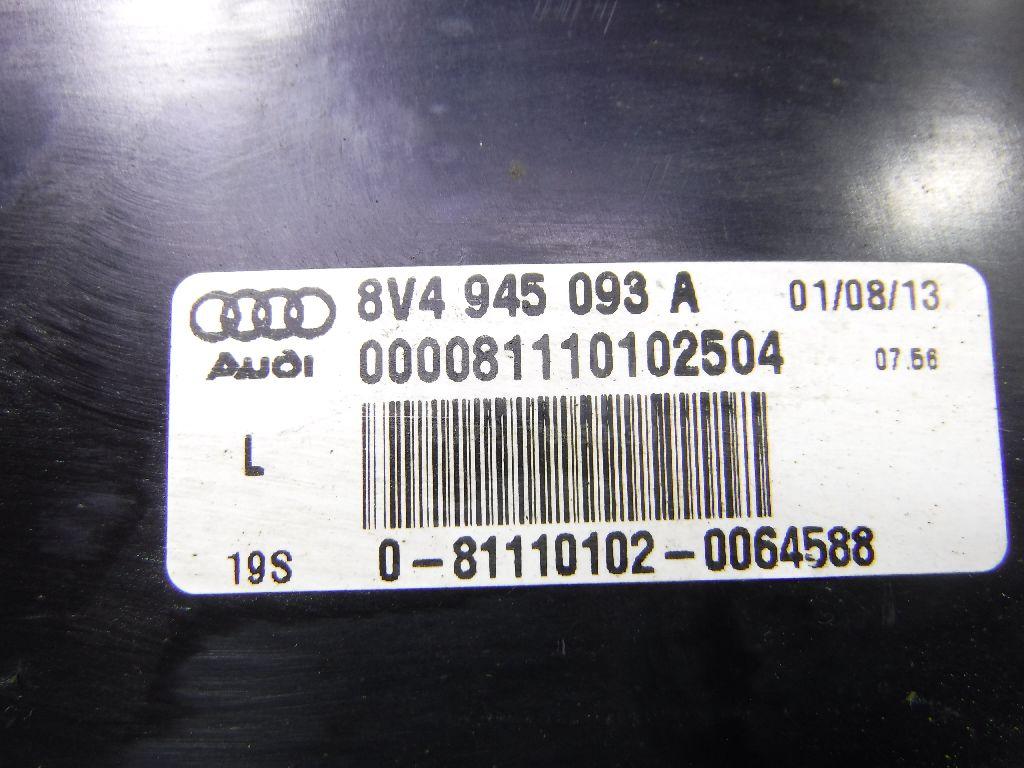 8V4 945 093 A 01/08/13
AUDI 000081110102504 07.56
L
19S 0-81110102-0064588